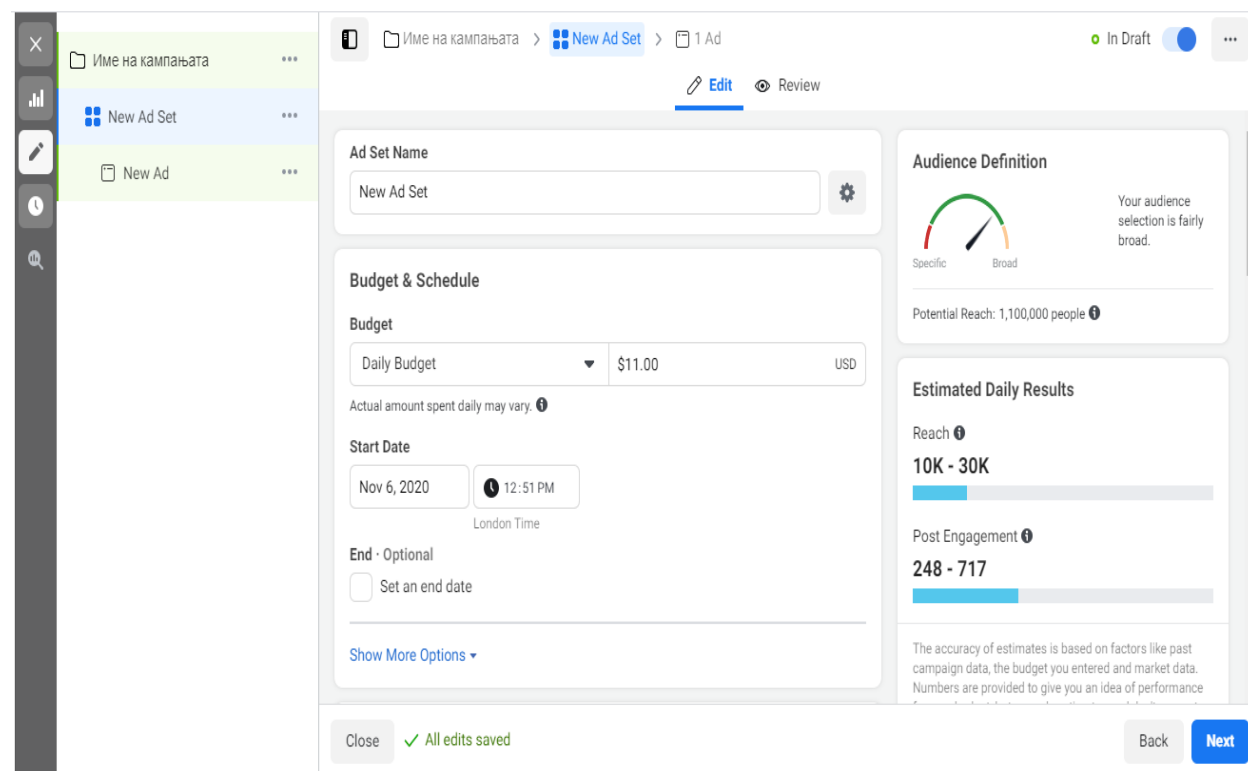 Име на кампањата
New Ad Set
New Ad
Име на кампањата > New Ad Set > 1 Ad
In Draft
Edit
Review
Ad Set Name
New Ad Set
Budget & Schedule
Budget
Daily Budget
$11.00 USD
Actual amount spent daily may vary.
Start Date
Nov 6, 2020
12:51 PM
London Time
End · Optional
Set an end date
Show More Options
Audience Definition
Your audience
selection is fairly
broad.
Specific
Broad
Potential Reach: 1,100,000 people
Estimated Daily Results
Reach
10K - 30K
Post Engagement
248 - 717
The accuracy of estimates is based on factors like past
campaign data, the budget you entered and market data.
Numbers are provided to give you an idea of performance
Close
All edits saved
Back
Next